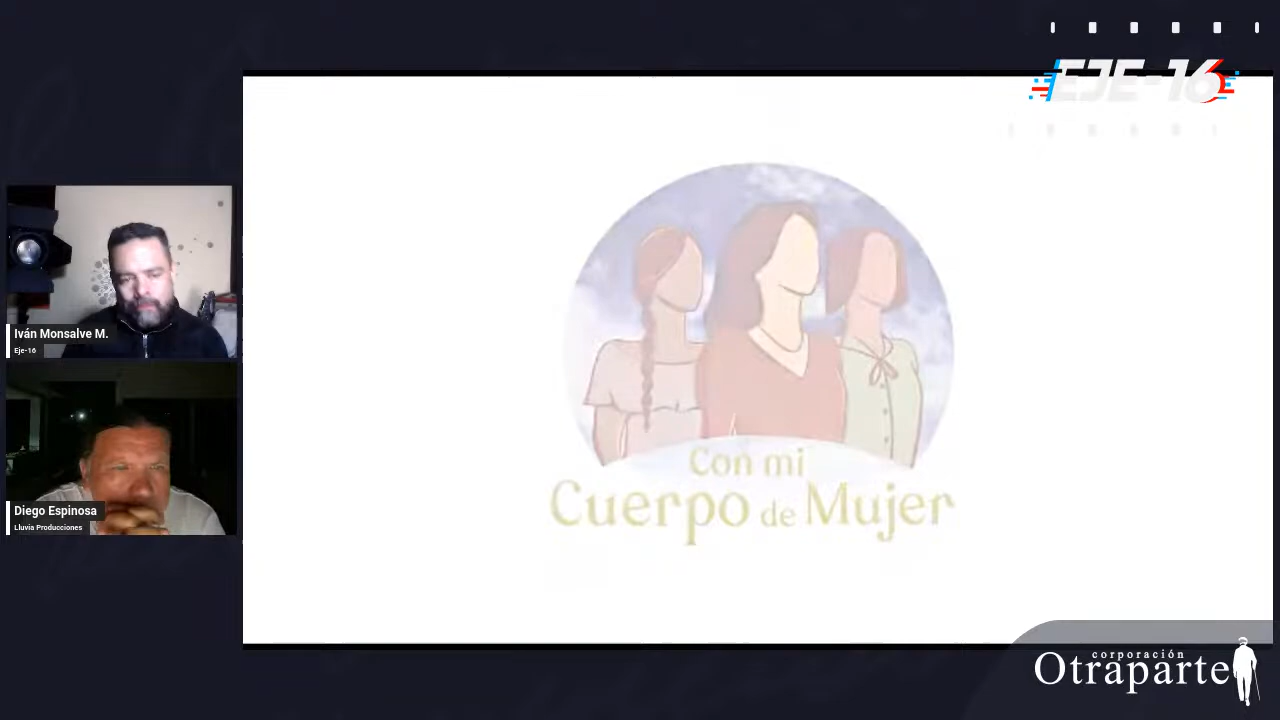 EJE-16
Iván Monsalve M.
Eje-16
Diego Espinosa
Lluvia Producciones
Con mi
Cuerpo de Mujer
corporación
Otraparte